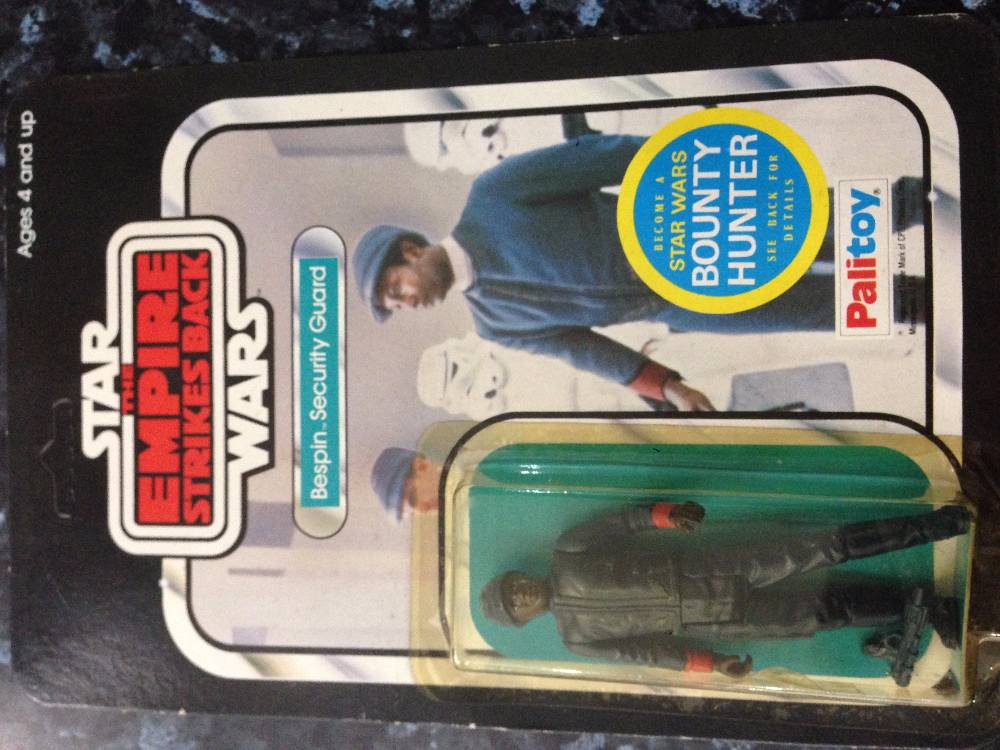 Ages 4 and up
STAR
THE
EMPIRE
STRIKES BACK
WARS
Bespin™ Security Guard
BECOME A
STAR WARS
BOUNTY
HUNTER
SEE BACK FOR
DETAILS
Palitoy®